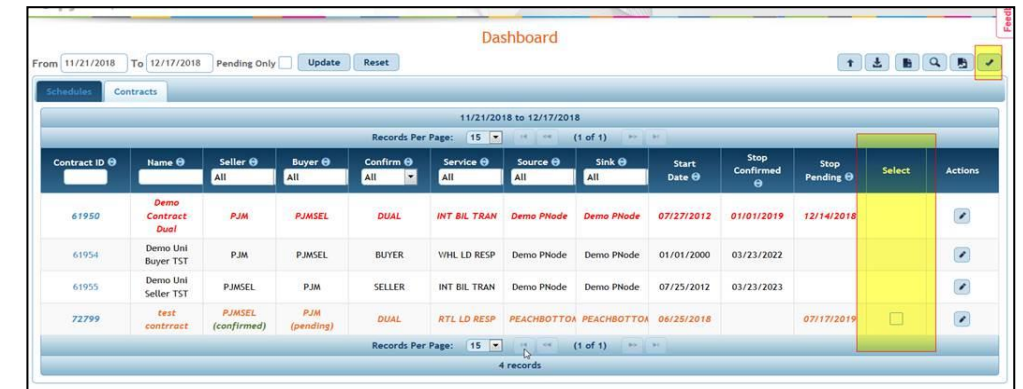 Feedl
Dashboard
From 11/21/2018 To 12/17/2018 Pending Only Update Reset
Schedules Contracts
11/21/2018 to 12/17/2018
Records Per Page: 15 (1 of 1)
Contract ID Name Seller Buyer Confirm Service Source Sink Start Date Stop Confirmed Stop Pending Select Actions
All All All All All All
61950 Demo Contract Dual PJM PJMSEL DUAL INT BIL TRAN Demo PNode Demo PNode 07/27/2012 01/01/2019 12/14/2018
61954 Demo Uni Buyer TST PJM PJMSEL BUYER WHL LD RESP Demo PNode Demo PNode 01/01/2000 03/23/2022
61955 Demo Uni Seller TST PJMSEL PJM SELLER INT BIL TRAN Demo PNode Demo PNode 07/25/2012 03/23/2023
72799 test contrract PJMSEL (confirmed) PJM (pending) DUAL RTL LD RESP PEACHBOTTOM PEACHBOTTOM 06/25/2018 07/17/2019
Records Per Page: 15 (1 of 1)
4 records